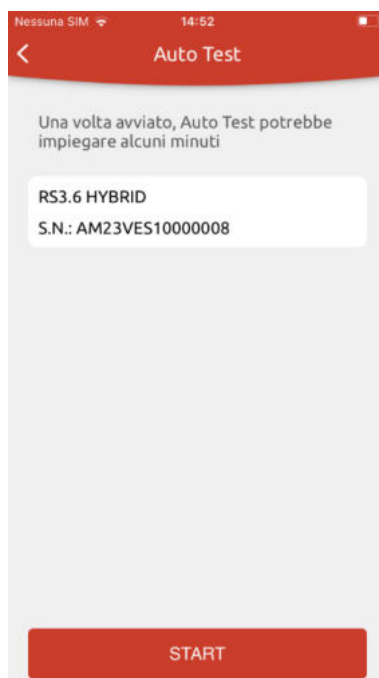 Nessuna SIM 14:52
Auto Test
Una volta avviato, Auto Test potrebbe
impiegare alcuni minuti
RS3.6 HYBRID
S.N.: AM23VES10000008
START